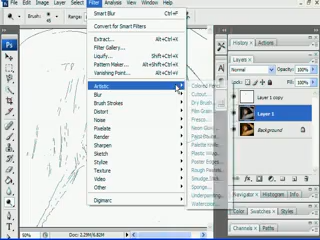 File Edit Image Layer Select Filter Analysis View Window Help
Brush: 45
Smart Blur Ctrl+F
Convert for Smart Filters
Extract... Alt+Ctrl+X
Filter Gallery...
Liquify... Shift+Ctrl+X
Pattern Maker... Alt+Shift+Ctrl+X
Vanishing Point... Alt+Ctrl+V
Artistic
Blur
Brush Strokes
Distort
Noise
Pixelate
Render
Sharpen
Sketch
Stylize
Texture
Video
Other
Digimarc
Colored Pencil...
Cutout...
Dry Brush...
Film Grain...
Fresco...
Neon Glow...
Paint Daubs...
Palette Knife...
Plastic Wrap...
Poster Edges...
Rough Pastels...
Smudge Stick...
Sponge...
Underpainting...
Watercolor...
Ps
History Actions
Layers
Normal Opacity:
Lock: Fill:
Layer 1 copy
Layer 1
Background
Navigator Histogram Info
Color Swatches Styles
Channels Paths
50% Doc: 2.29M/6.82M